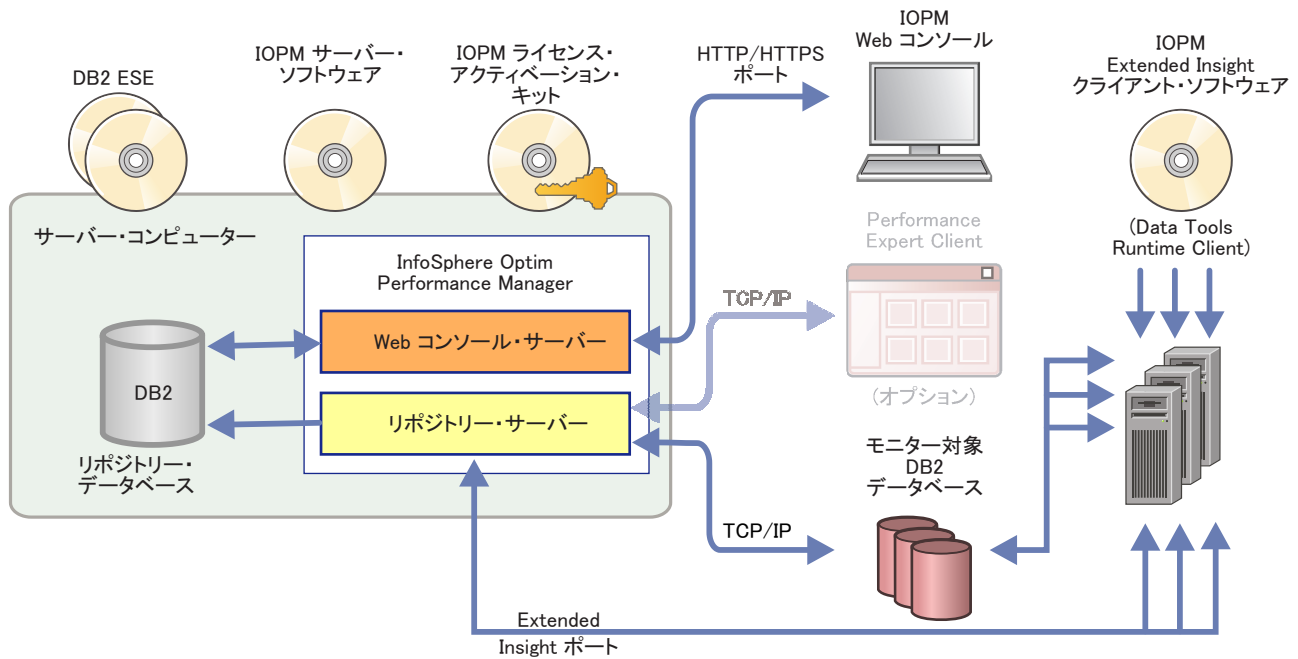 DB2 ESE
IOPM サーバー・
ソフトウェア
IOPM ライセンス・
アクティベーション・
キット
HTTP/HTTPS
ポート
IOPM
Web コンソール
IOPM
Extended Insight
クライアント・ソフトウェア
サーバー・コンピューター
InfoSphere Optim
Performance Manager
Performance
Expert Client
(Data Tools
Runtime Client)
TCP/IP
Web コンソール・サーバー
DB2
(オプション)
リポジトリー・サーバー
リポジトリー・
データベース
モニター対象
DB2
データベース
TCP/IP
Extended
Insight ポート